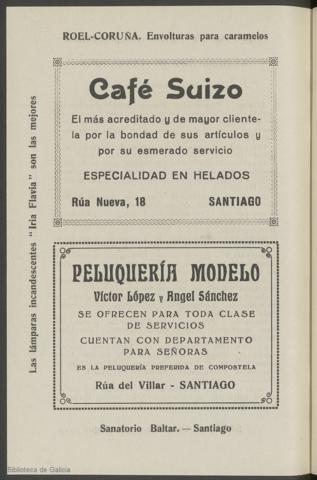 ROEL-CORUÑA. Envolturas para caramelos
Las lámparas incandescentes "Iria Flavia" son las mejores
Café Suizo
El más acreditado y de mayor cliente-
la por la bondad de sus artículos y
por su esmerado servicio
ESPECIALIDAD EN HELADOS
Rúa Nueva, 18 SANTIAGO
PELUQUERÍA MODELO
Víctor López y Angel Sánchez
SE OFRECEN PARA TODA CLASE
DE SERVICIOS
CUENTAN CON DEPARTAMENTO
PARA SEÑORAS
ES LA PELUQUERÍA PREFERIDA DE COMPOSTELA
Rúa del Villar - SANTIAGO
Sanatorio Baltar. — Santiago
Biblioteca de Galicia